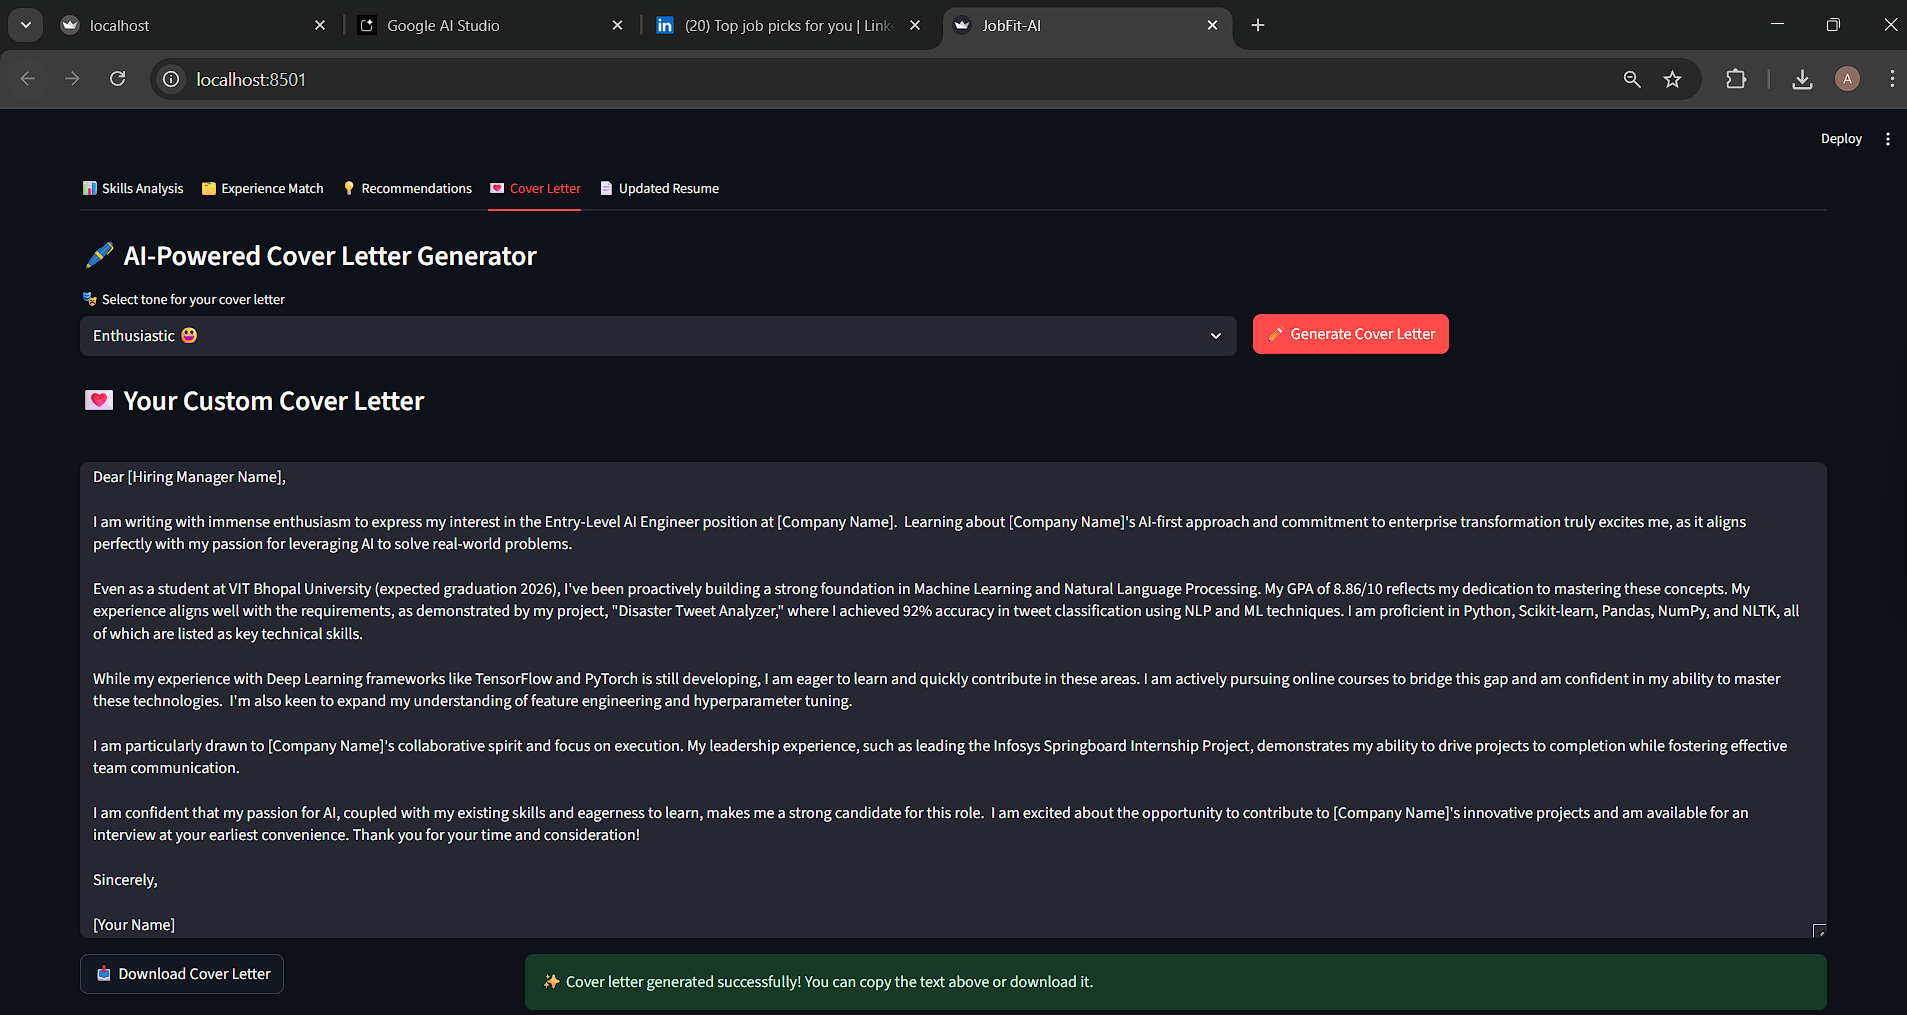 localhost
Google AI Studio
(20) Top job picks for you | Link
JobFit-AI
localhost:8501
A
Deploy
Skills Analysis
Experience Match
Recommendations
Cover Letter
Updated Resume
AI-Powered Cover Letter Generator
Select tone for your cover letter
Enthusiastic
Generate Cover Letter
Your Custom Cover Letter
Dear [Hiring Manager Name],
I am writing with immense enthusiasm to express my interest in the Entry-Level AI Engineer position at [Company Name].  Learning about [Company Name]'s AI-first approach and commitment to enterprise transformation truly excites me, as it aligns
perfectly with my passion for leveraging AI to solve real-world problems.
Even as a student at VIT Bhopal University (expected graduation 2026), I've been proactively building a strong foundation in Machine Learning and Natural Language Processing. My GPA of 8.86/10 reflects my dedication to mastering these concepts. My
experience aligns well with the requirements, as demonstrated by my project, "Disaster Tweet Analyzer," where I achieved 92% accuracy in tweet classification using NLP and ML techniques. I am proficient in Python, Scikit-learn, Pandas, NumPy, and NLTK, all
of which are listed as key technical skills.
While my experience with Deep Learning frameworks like TensorFlow and PyTorch is still developing, I am eager to learn and quickly contribute in these areas. I am actively pursuing online courses to bridge this gap and am confident in my ability to master
these technologies.  I'm also keen to expand my understanding of feature engineering and hyperparameter tuning.
I am particularly drawn to [Company Name]'s collaborative spirit and focus on execution. My leadership experience, such as leading the Infosys Springboard Internship Project, demonstrates my ability to drive projects to completion while fostering effective
team communication.
I am confident that my passion for AI, coupled with my existing skills and eagerness to learn, makes me a strong candidate for this role.  I am excited about the opportunity to contribute to [Company Name]'s innovative projects and am available for an
interview at your earliest convenience. Thank you for your time and consideration!
Sincerely,
[Your Name]
Download Cover Letter
Cover letter generated successfully! You can copy the text above or download it.